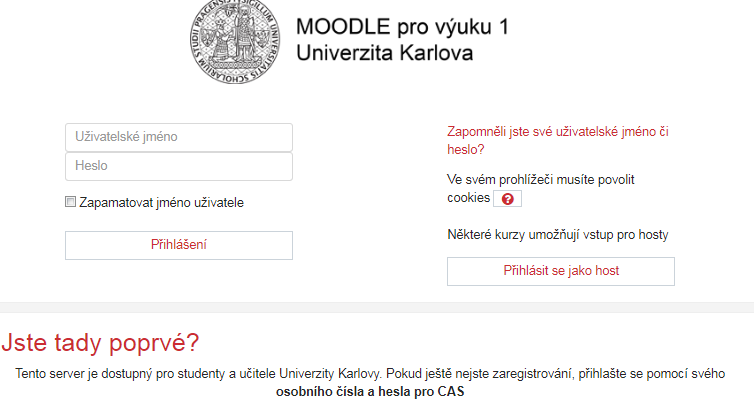 MOODLE pro výuku 1
Univerzita Karlova
Uživatelské jméno
Heslo
Zapamatovat jméno uživatele
Přihlášení
Zapomněli jste své uživatelské jméno či
heslo?
Ve svém prohlížeči musíte povolit
cookies
Některé kurzy umožňují vstup pro hosty
Přihlásit se jako host
Jste tady poprvé?
Tento server je dostupný pro studenty a učitele Univerzity Karlovy. Pokud ještě nejste zaregistrování, přihlašte se pomocí svého
osobního čísla a hesla pro CAS